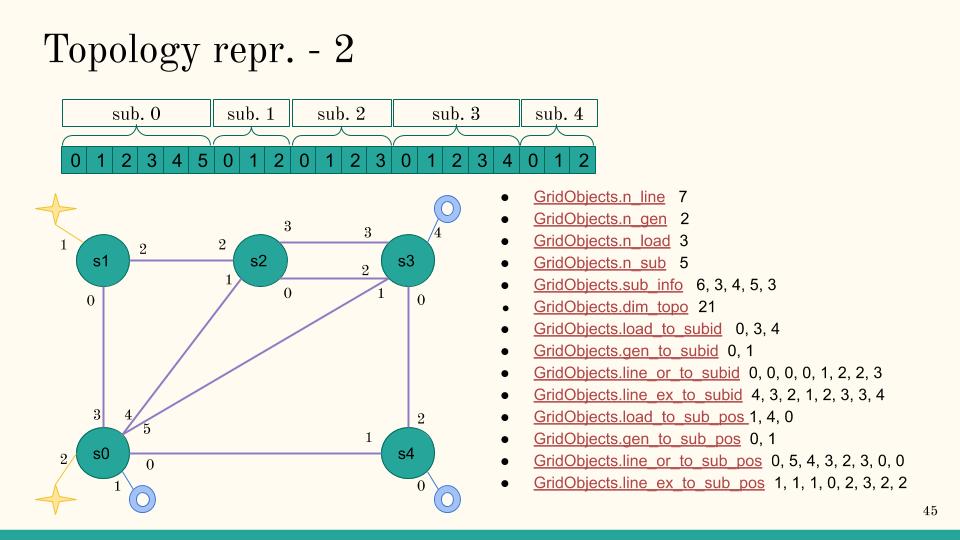 Topology repr. - 2
sub. 0 sub. 1 sub. 2 sub. 3 sub. 4
0 1 2 3 4 5 0 1 2 0 1 2 3 0 1 2 3 4 0 1 2
● GridObjects.n_line 7
● GridObjects.n_gen 2
● GridObjects.n_load 3
● GridObjects.n_sub 5
● GridObjects.sub_info 6, 3, 4, 5, 3
● GridObjects.dim_topo 21
● GridObjects.load_to_subid 0, 3, 4
● GridObjects.gen_to_subid 0, 1
● GridObjects.line_or_to_subid 0, 0, 0, 0, 1, 2, 2, 3
● GridObjects.line_ex_to_subid 4, 3, 2, 1, 2, 3, 3, 4
● GridObjects.load_to_sub_pos 1, 4, 0
● GridObjects.gen_to_sub_pos 0, 1
● GridObjects.line_or_to_sub_pos 0, 5, 4, 3, 2, 3, 0, 0
● GridObjects.line_ex_to_sub_pos 1, 1, 1, 0, 2, 3, 2, 2
3 3 4
1 2 2
s1 s2 s3
1 2
0 0 1 0
3 4 2
5 1
s0 s4
2 0
1 0
45